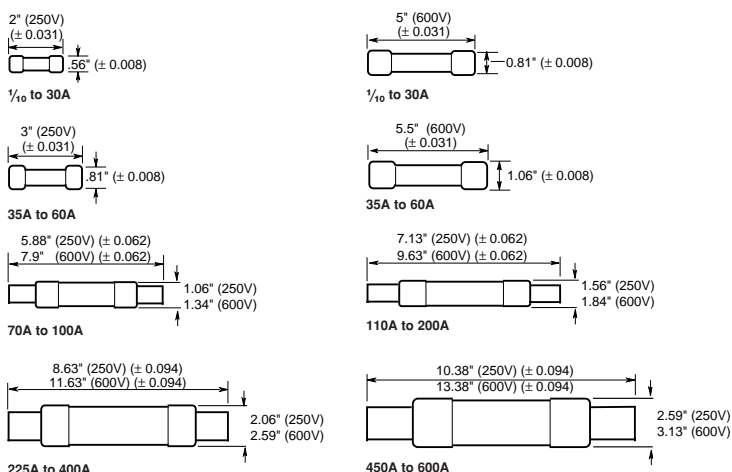 2" (250V)
(± 0.031)
.56" (± 0.008)
1/10 to 30A
5" (600V)
(± 0.031)
0.81" (± 0.008)
1/10 to 30A
3" (250V)
(± 0.031)
.81" (± 0.008)
35A to 60A
5.5" (600V)
(± 0.031)
1.06" (± 0.008)
35A to 60A
5.88" (250V) (± 0.062)
7.9" (600V) (± 0.062)
1.06" (250V)
1.34" (600V)
70A to 100A
7.13" (250V) (± 0.062)
9.63" (600V) (± 0.062)
1.56" (250V)
1.84" (600V)
110A to 200A
8.63" (250V) (± 0.094)
11.63" (600V) (± 0.094)
2.06" (250V)
2.59" (600V)
225A to 400A
10.38" (250V) (± 0.094)
13.38" (600V) (± 0.094)
2.59" (250V)
3.13" (600V)
450A to 600A